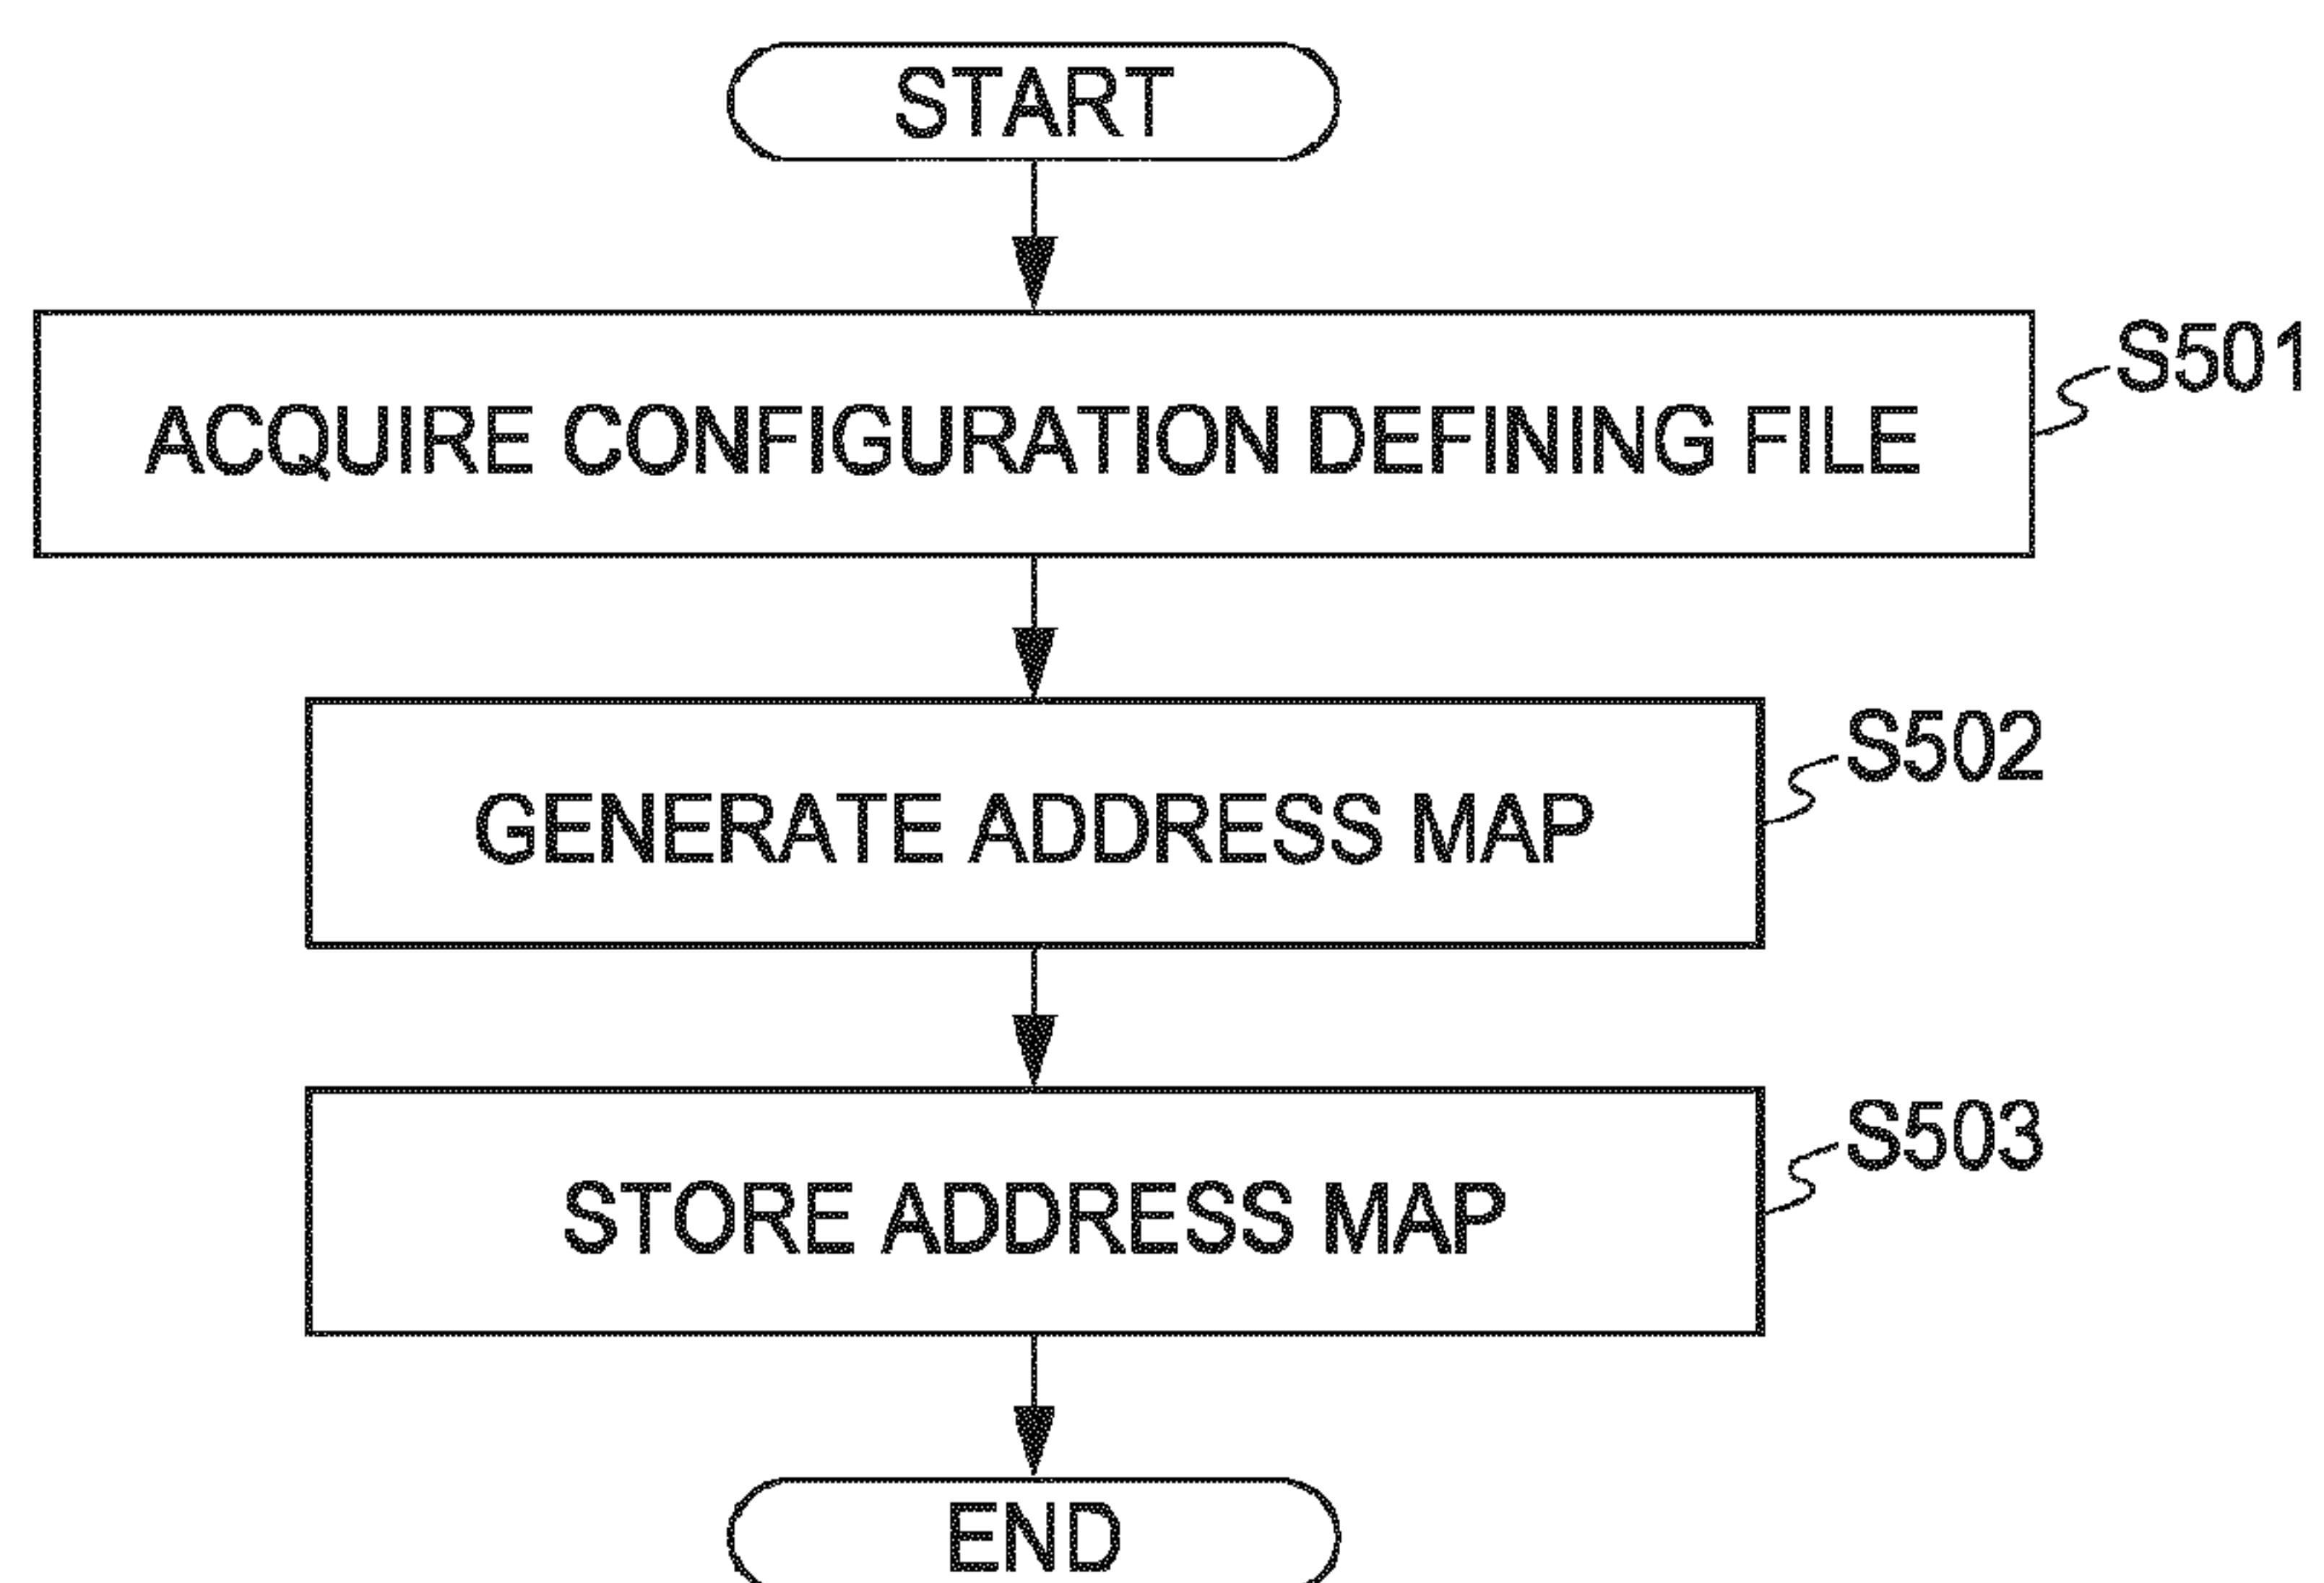 START
ACQUIRE CONFIGURATION DEFINING FILE
S501
GENERATE ADDRESS MAP
S502
STORE ADDRESS MAP
S503
END